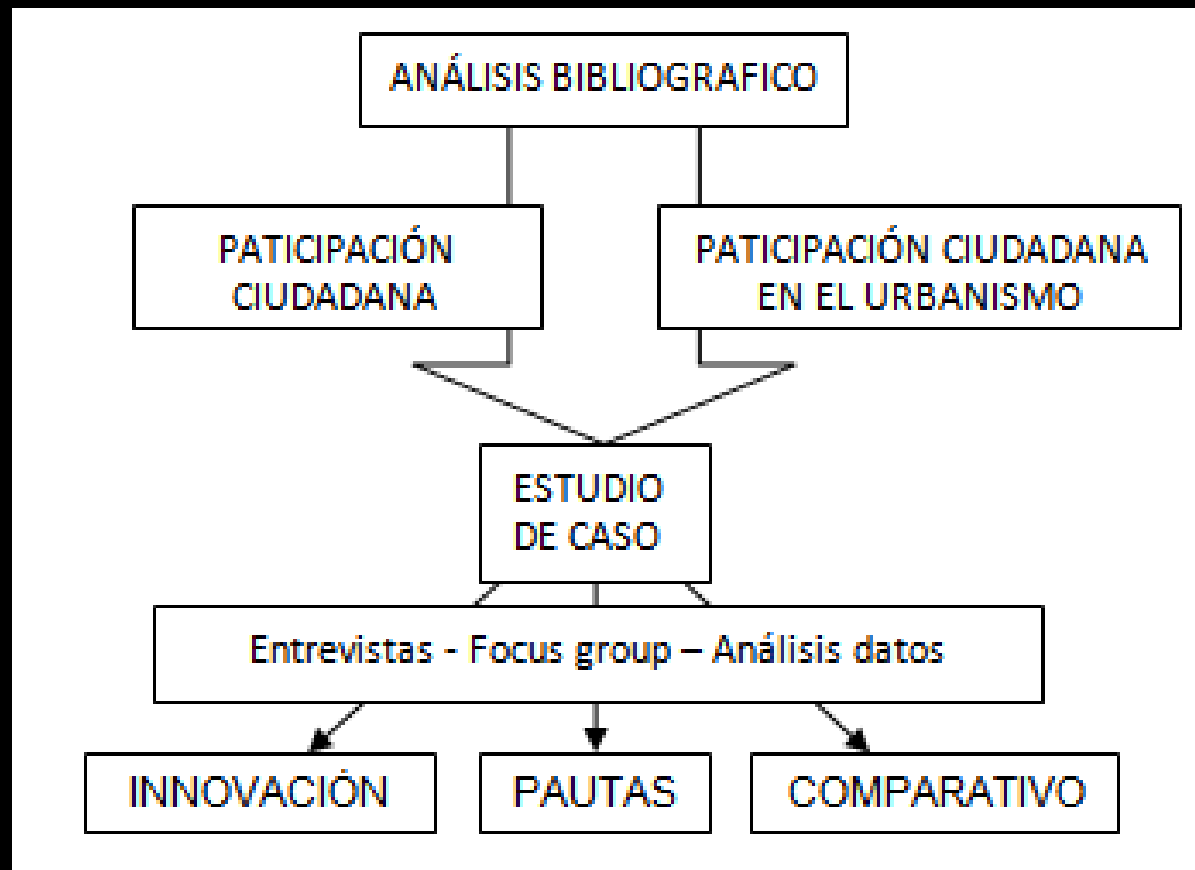 ANÁLISIS BIBLIOGRAFICO
PATICIPACIÓN
CIUDADANA
PATICIPACIÓN CIUDADANA
EN EL URBANISMO
ESTUDIO
DE CASO
Entrevistas - Focus group – Análisis datos
INNOVACIÓN
PAUTAS
COMPARATIVO